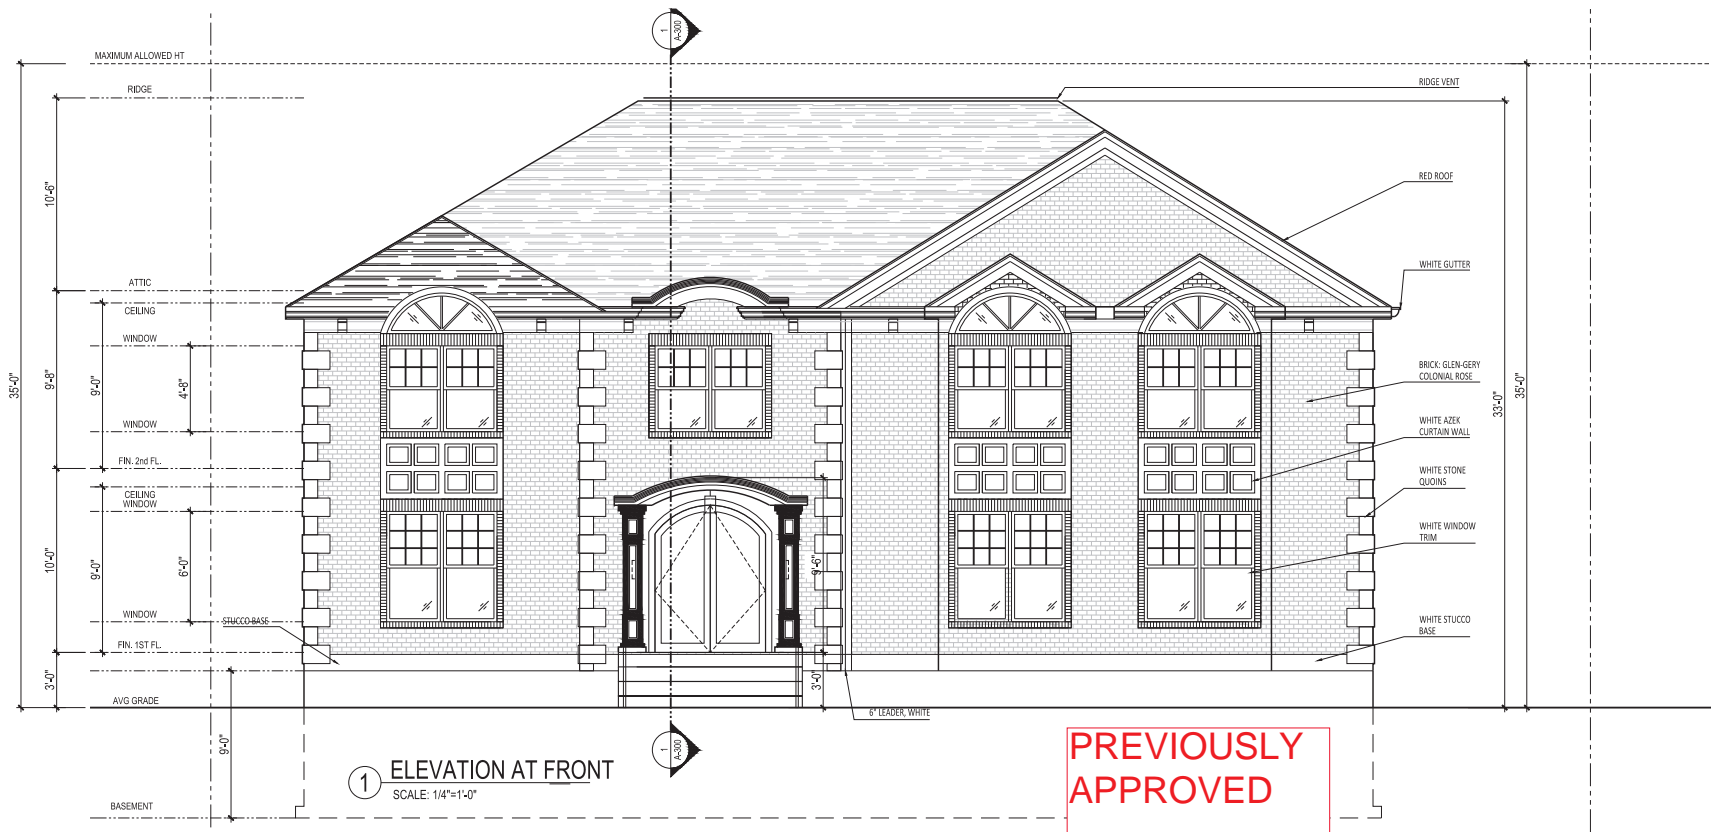 1
A-300
MAXIMUM ALLOWED HT
RIDGE
RIDGE VENT
RED ROOF
10'-6"
ATTIC
CEILING
WHITE GUTTER
WINDOW
35'-0"
9'-8"
9'-0"
4'-8"
BRICK: GLEN-GERY
COLONIAL ROSE
33'-0"
35'-0"
WINDOW
WHITE AZEK
CURTAIN WALL
FIN. 2nd FL.
WHITE STONE
QUOINS
CEILING
WINDOW
WHITE WINDOW
TRIM
10'-0"
9'-0"
6'-0"
9'-6"
WINDOW
STUCCO BASE
WHITE STUCCO
BASE
FIN. 1ST FL.
3'-0"
3'-0"
AVG GRADE
6" LEADER, WHITE
9'-0"
1
A-300
1
ELEVATION AT FRONT
SCALE: 1/4"=1'-0"
PREVIOUSLY
APPROVED
BASEMENT